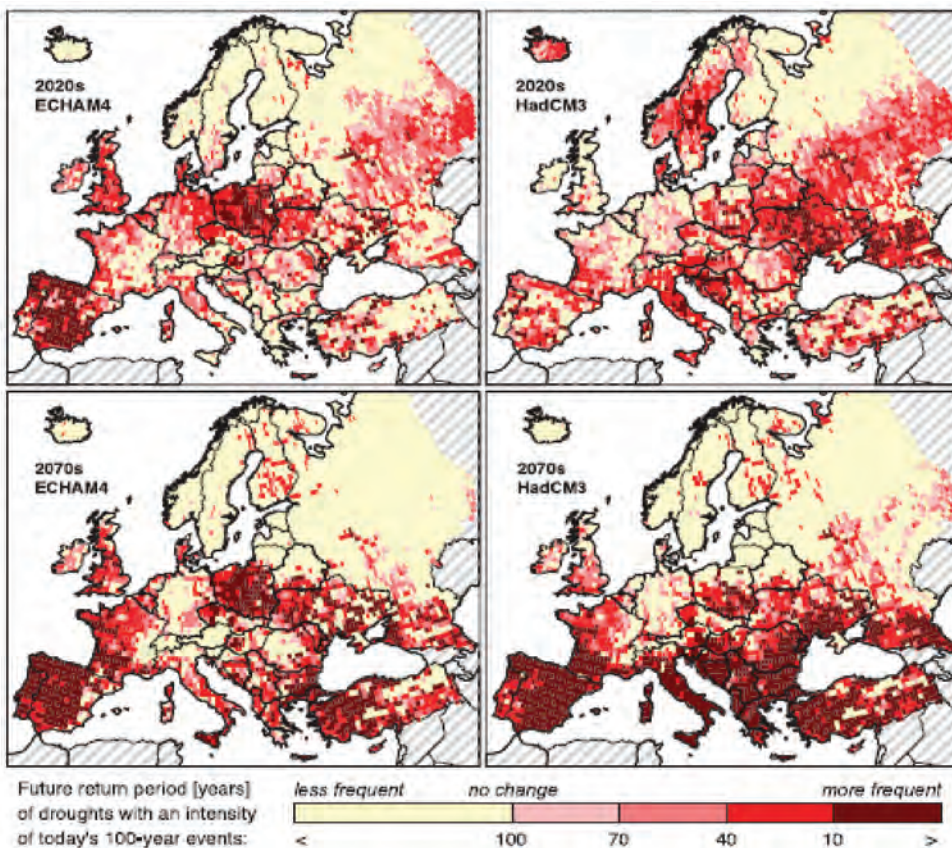 2020s
ECHAM4
2020s
HadCM3
2070s
ECHAM4
2070s
HadCM3
Future return period [years]
of droughts with an intensity
of today's 100-year events:
less frequent no change more frequent
< 100 70 40 10 >